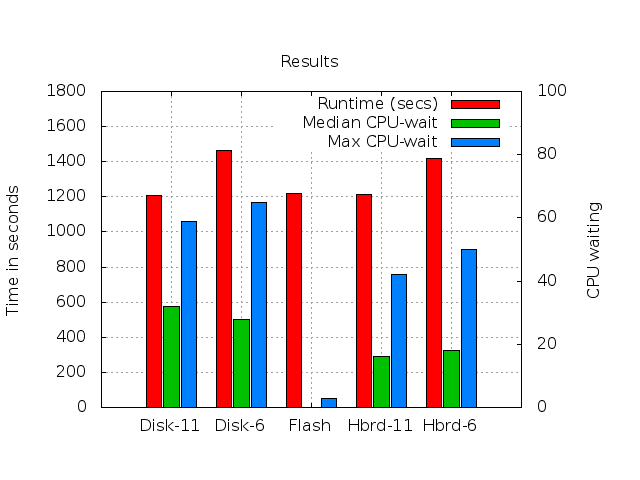 Results
1800
1600
1400
1200
1000
800
600
400
200
0
Time in seconds
Runtime (secs)
Median CPU-wait
Max CPU-wait
100
80
60
40
20
0
CPU waiting
Disk-11 Disk-6 Flash Hbrd-11 Hbrd-6